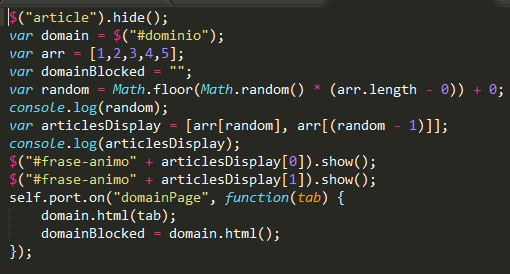 $("article").hide();
var domain = $("#dominio");
var arr = [1,2,3,4,5];
var domainBlocked = "";
var random = Math.floor(Math.random() * (arr.length - 0)) + 0;
console.log(random);
var articlesDisplay = [arr[random], arr[(random - 1)]];
console.log(articlesDisplay);
$("#frase-animo" + articlesDisplay[0]).show();
$("#frase-animo" + articlesDisplay[1]).show();
self.port.on("domainPage", function(tab) {
    domain.html(tab);
    domainBlocked = domain.html();
});